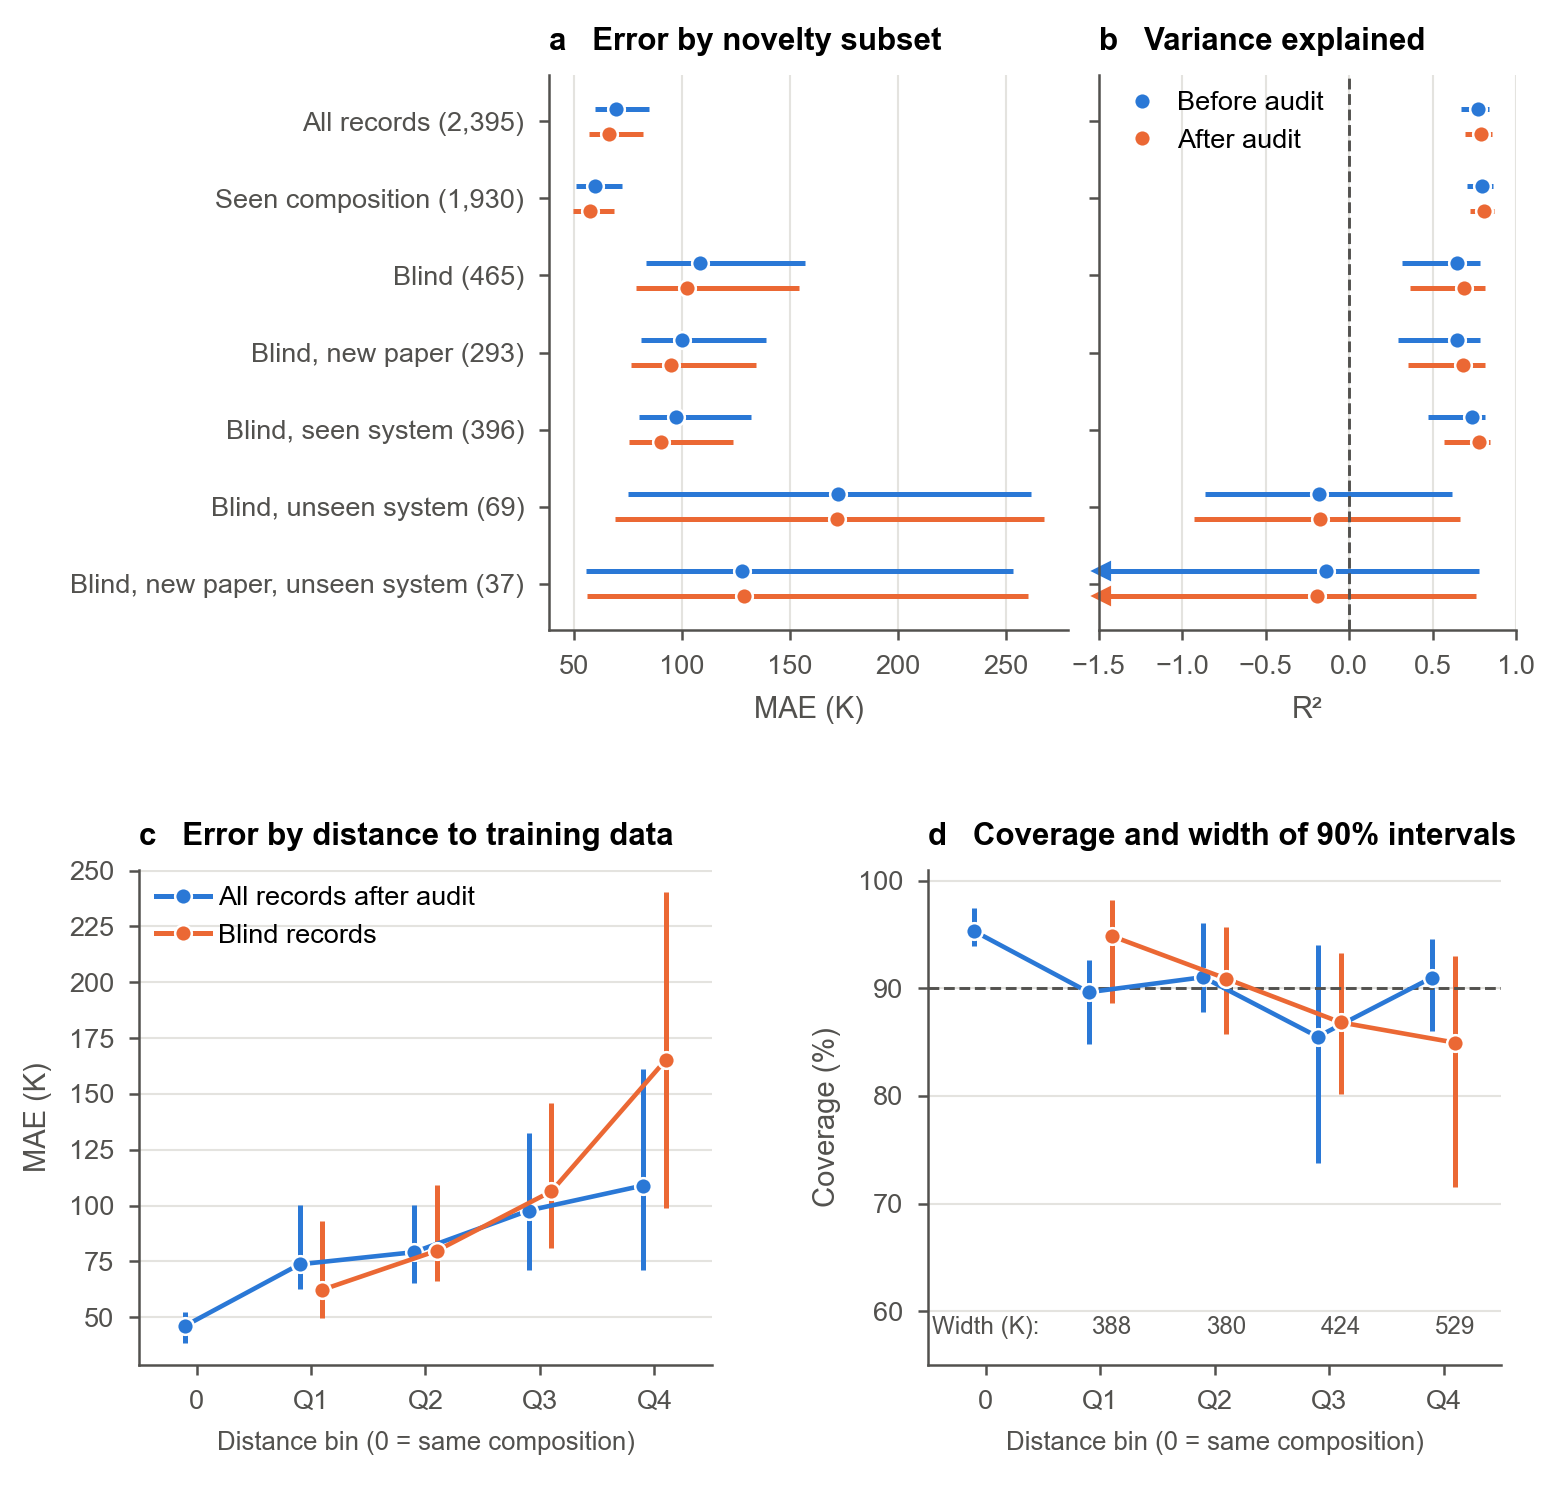 a Error by novelty subset
b Variance explained
Before audit
After audit
All records (2,395)
Seen composition (1,930)
Blind (465)
Blind, new paper (293)
Blind, seen system (396)
Blind, unseen system (69)
Blind, new paper, unseen system (37)
50 100 150 200 250
MAE (K)
−1.5 −1.0 −0.5 0.0 0.5 1.0
R²
c Error by distance to training data
All records after audit
Blind records
250
225
200
175
150
125
100
75
50
MAE (K)
0 Q1 Q2 Q3 Q4
Distance bin (0 = same composition)
d Coverage and width of 90% intervals
100
90
80
70
60
Coverage (%)
Width (K): 388 380 424 529
0 Q1 Q2 Q3 Q4
Distance bin (0 = same composition)